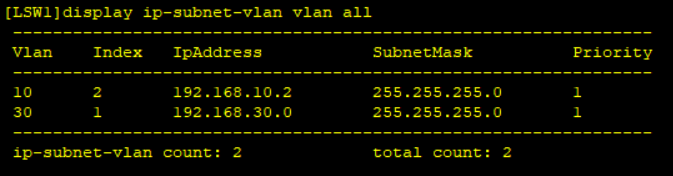 [LSW1]display ip-subnet-vlan vlan all
----------------------------------------------------------------
Vlan Index IpAddress SubnetMask Priority
----------------------------------------------------------------
10 2 192.168.10.2 255.255.255.0 1
30 1 192.168.30.0 255.255.255.0 1
----------------------------------------------------------------
ip-subnet-vlan count: 2 total count: 2